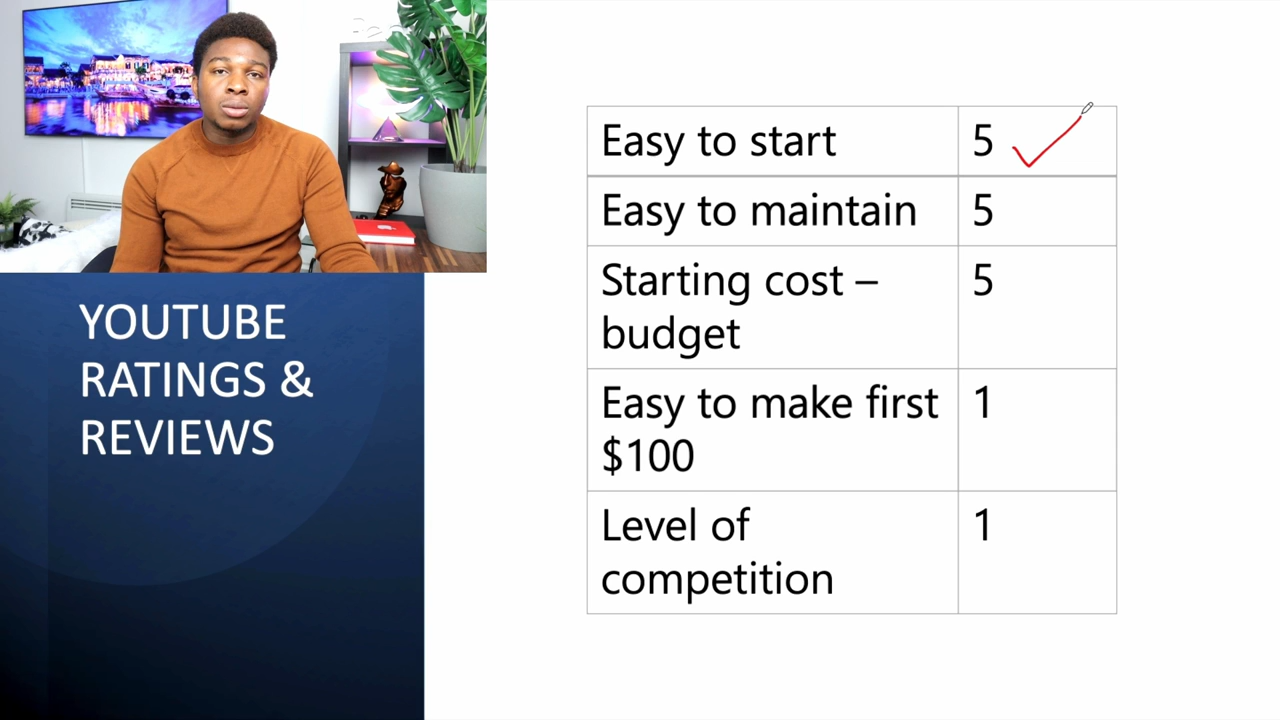 YOUTUBE
RATINGS &
REVIEWS
Easy to start 5
Easy to maintain 5
Starting cost – 5
budget
Easy to make first 1
$100
Level of 1
competition